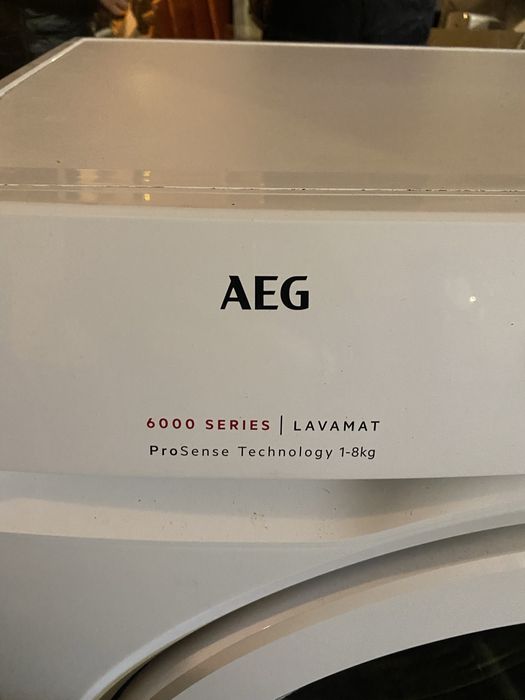 AEG
6000 SERIES | LAVAMAT
ProSense Technology 1-8kg